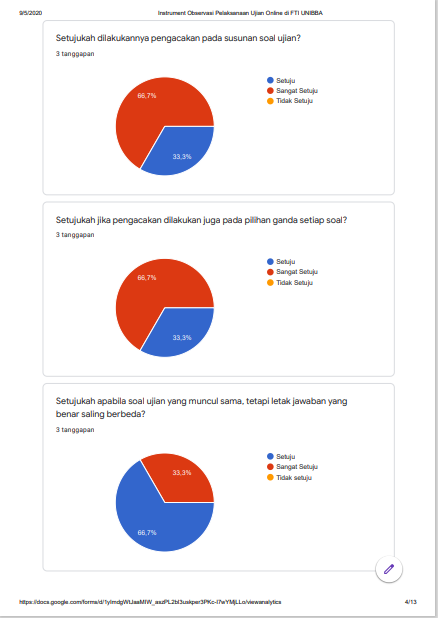 9/5/2020
Instrument Observasi Pelaksanaan Ujian Online di FTI UNIBBA
Setujukah dilakukannya pengacakan pada susunan soal ujian?
3 tanggapan
66,7%
33,3%
Setuju
Sangat Setuju
Tidak Setuju
Setujukah jika pengacakan dilakukan juga pada pilihan ganda setiap soal?
3 tanggapan
66,7%
33,3%
Setuju
Sangat Setuju
Tidak Setuju
Setujukah apabila soal ujian yang muncul sama, tetapi letak jawaban yang
benar saling berbeda?
3 tanggapan
33,3%
66,7%
Setuju
Sangat Setuju
Tidak setuju
4/13